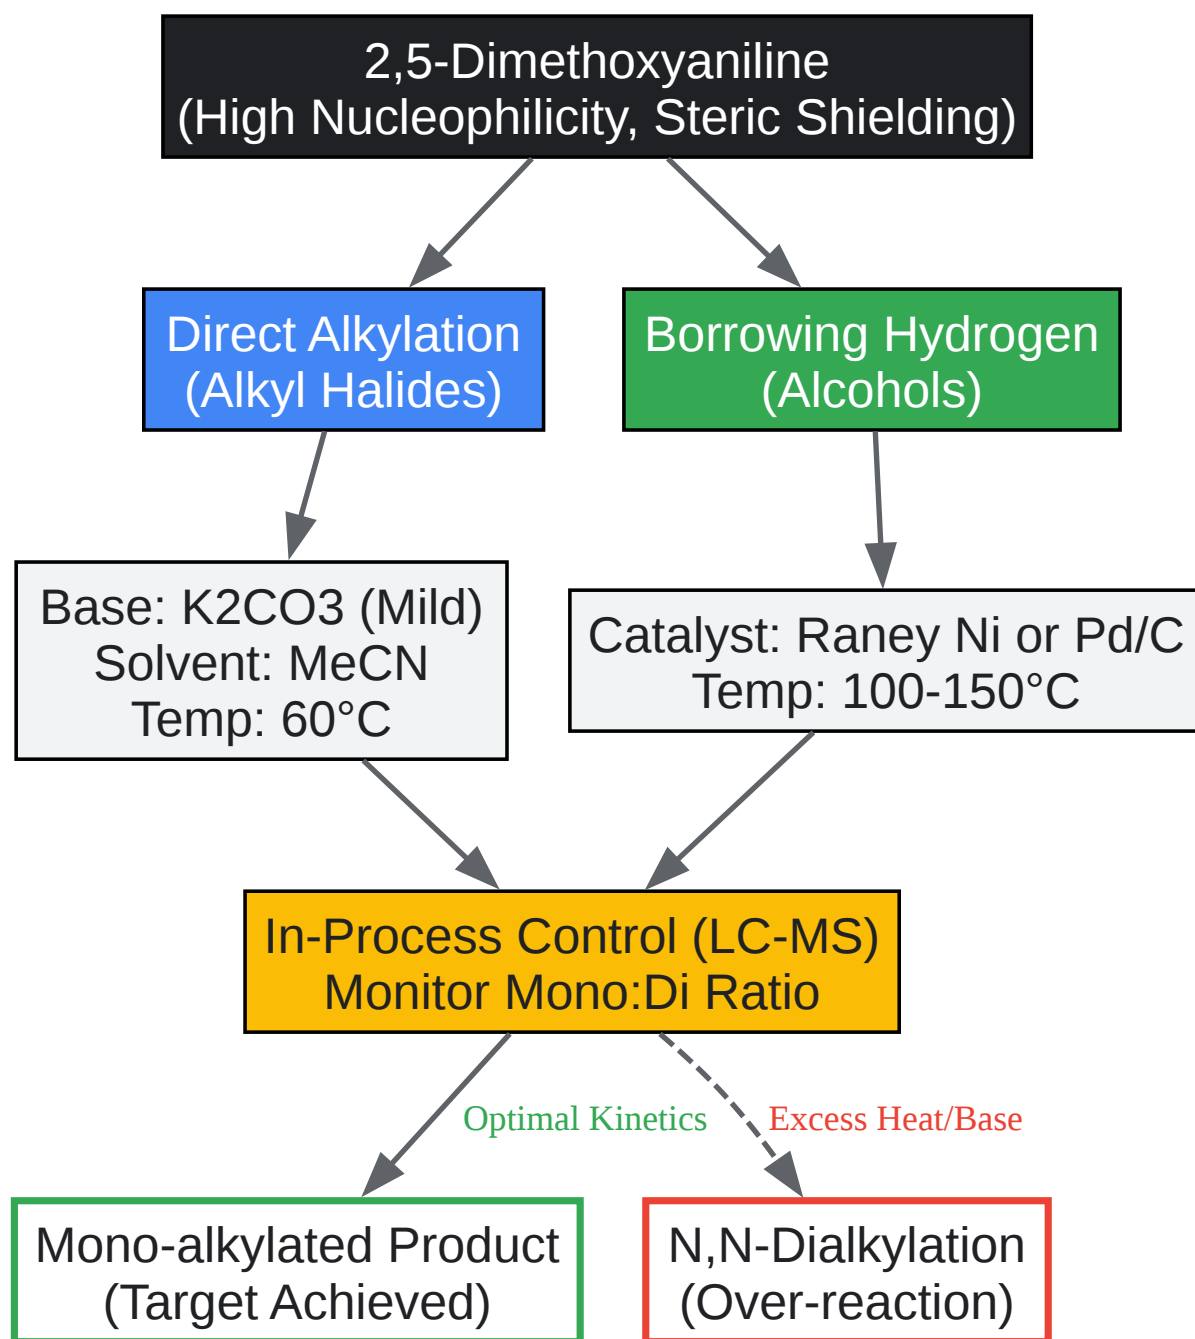 2,5-Dimethoxyaniline
(High Nucleophilicity, Steric Shielding)
Direct Alkylation
(Alkyl Halides)
Borrowing Hydrogen
(Alcohols)
Base: K2CO3 (Mild)
Solvent: MeCN
Temp: 60°C
Catalyst: Raney Ni or Pd/C
Temp: 100-150°C
In-Process Control (LC-MS)
Monitor Mono:Di Ratio
Optimal Kinetics
Excess Heat/Base
Mono-alkylated Product
(Target Achieved)
N,N-Dialkylation
(Over-reaction)